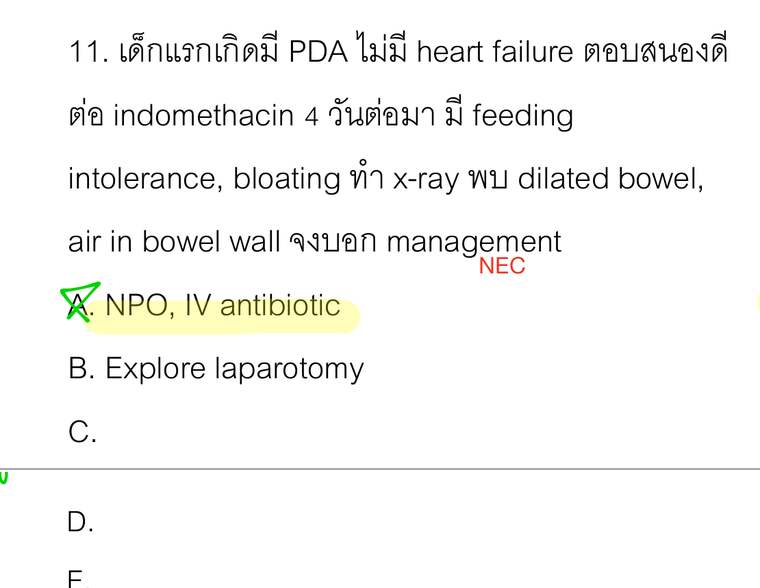 11. เด็กแรกเกิดมี PDA ไม่มี heart failure ตอบสนองดี
ต่อ indomethacin 4 วันต่อมา มี feeding
intolerance, bloating ทำ x-ray พบ dilated bowel,
air in bowel wall จงบอก management
NEC
A. NPO, IV antibiotic
B. Explore laparotomy
C.
D.
E.